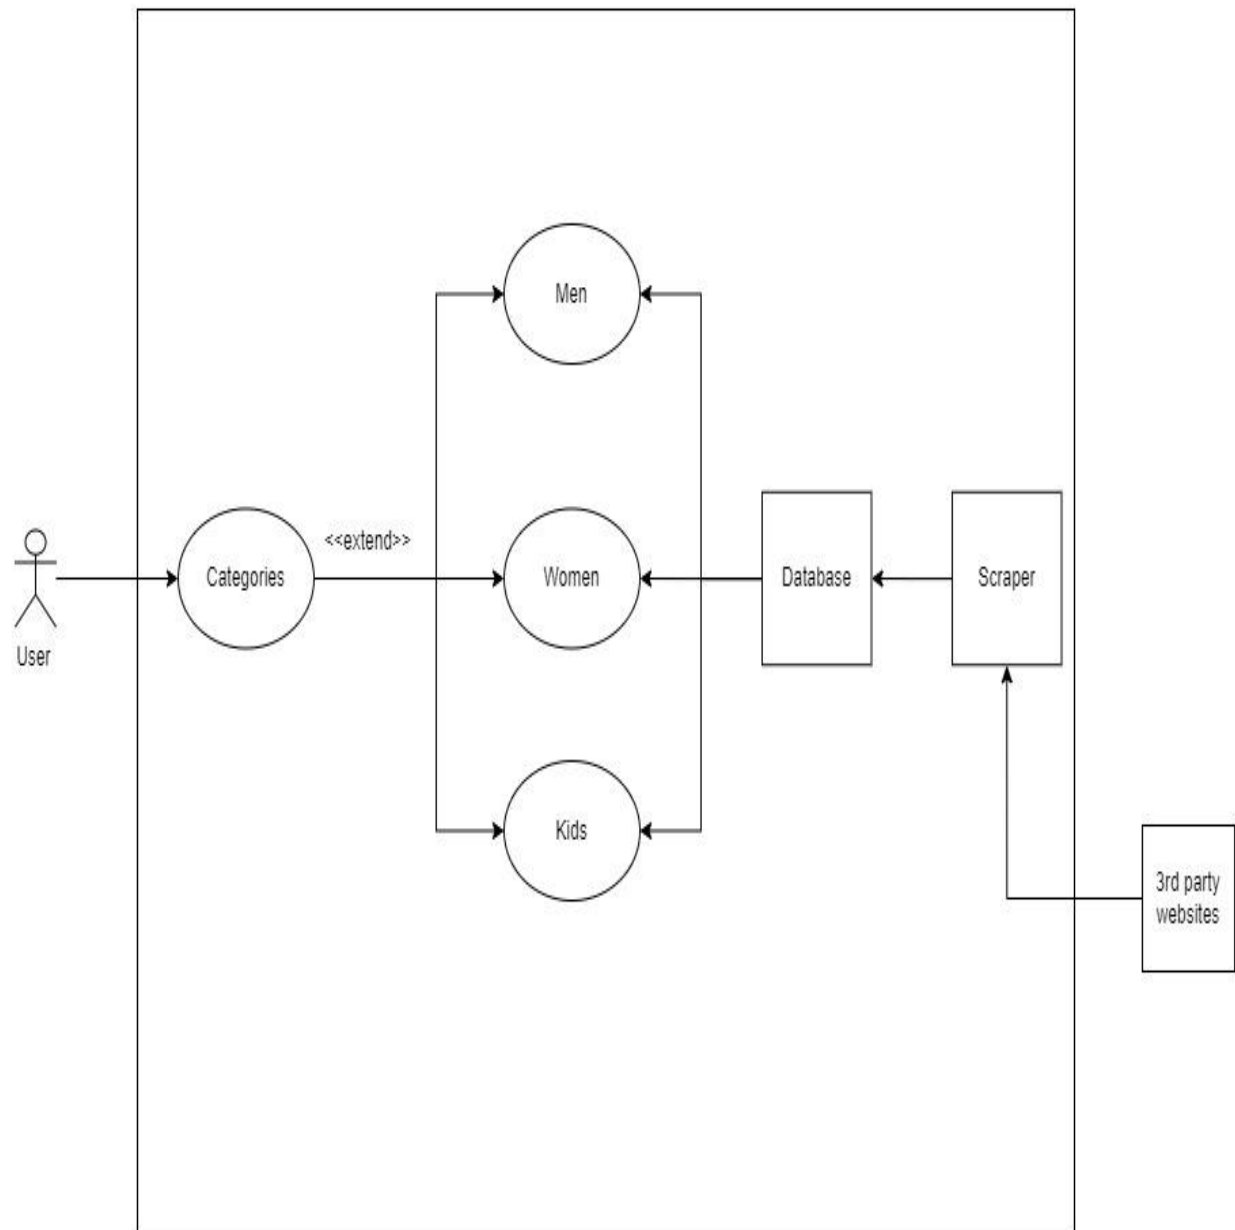 Men
<<extend>>
Categories
Women
Database
Scraper
User
Kids
3rd party
websites